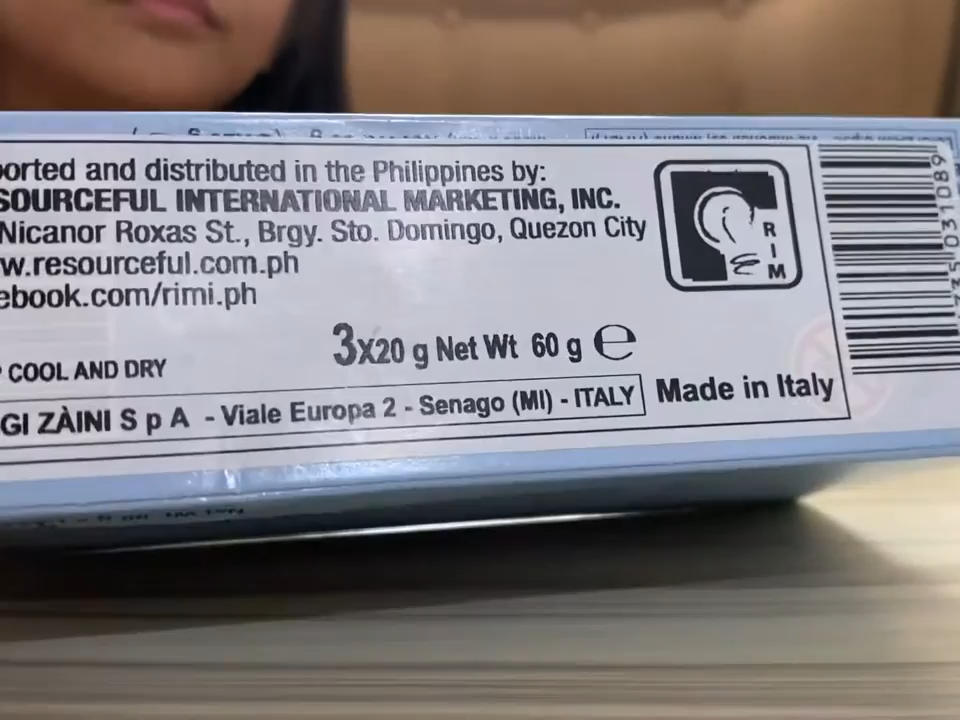 ported and distributed in the Philippines by:
SOURCEFUL INTERNATIONAL MARKETING, INC.
Nicanor Roxas St., Brgy. Sto. Domingo, Quezon City
w.resourceful.com.ph
ebook.com/rimi.ph
RIM
3x20 g Net Wt 60 g ℮
COOL AND DRY
GI ZÀINI S p A - Viale Europa 2 - Senago (MI) - ITALY
Made in Italy
031089